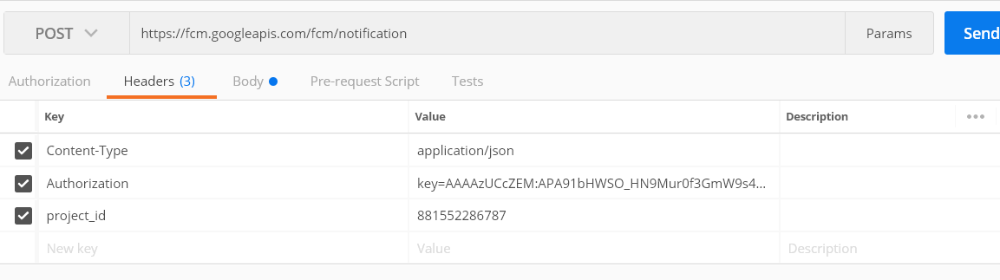 POST https://fcm.googleapis.com/fcm/notification Params Send
Authorization Headers (3) Body Pre-request Script Tests
Key Value Description
Content-Type application/json
Authorization key=AAAAzUCcZEM:APA91bHWSO_HN9Mur0f3GmW9s4...
project_id 881552286787
New key Value Description